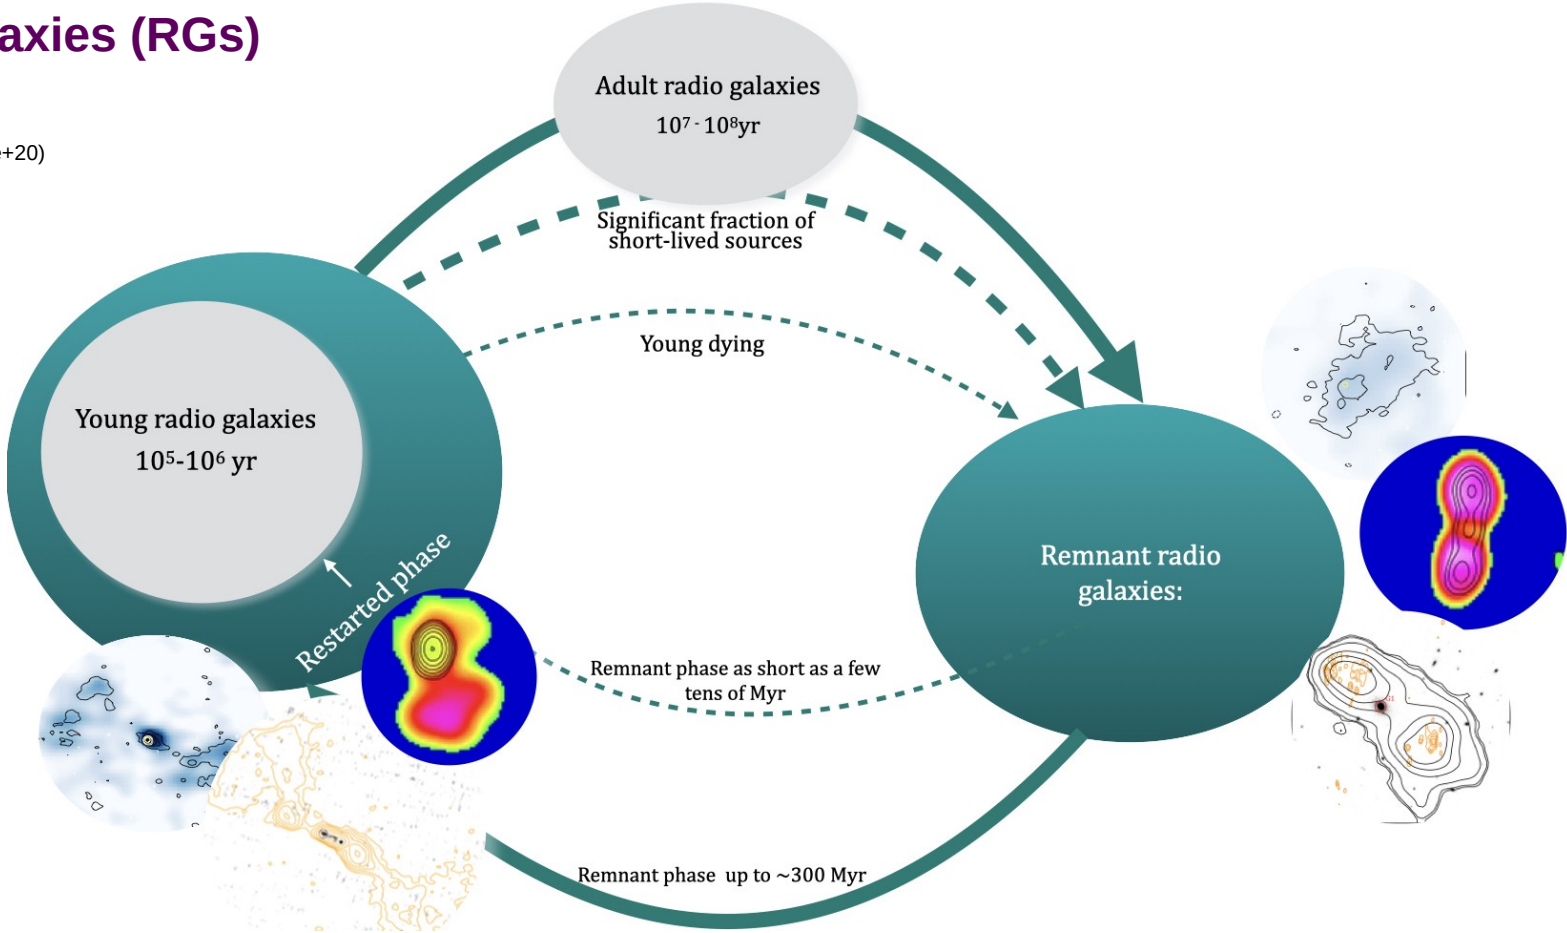 axies (RGs)
e+20)
Adult radio galaxies
10⁷ - 10⁸yr
Significant fraction of
short-lived sources
Young dying
Young radio galaxies
10⁵-10⁶ yr
Restarted phase
Remnant radio
galaxies:
Remnant phase as short as a few
tens of Myr
Remnant phase up to ~300 Myr